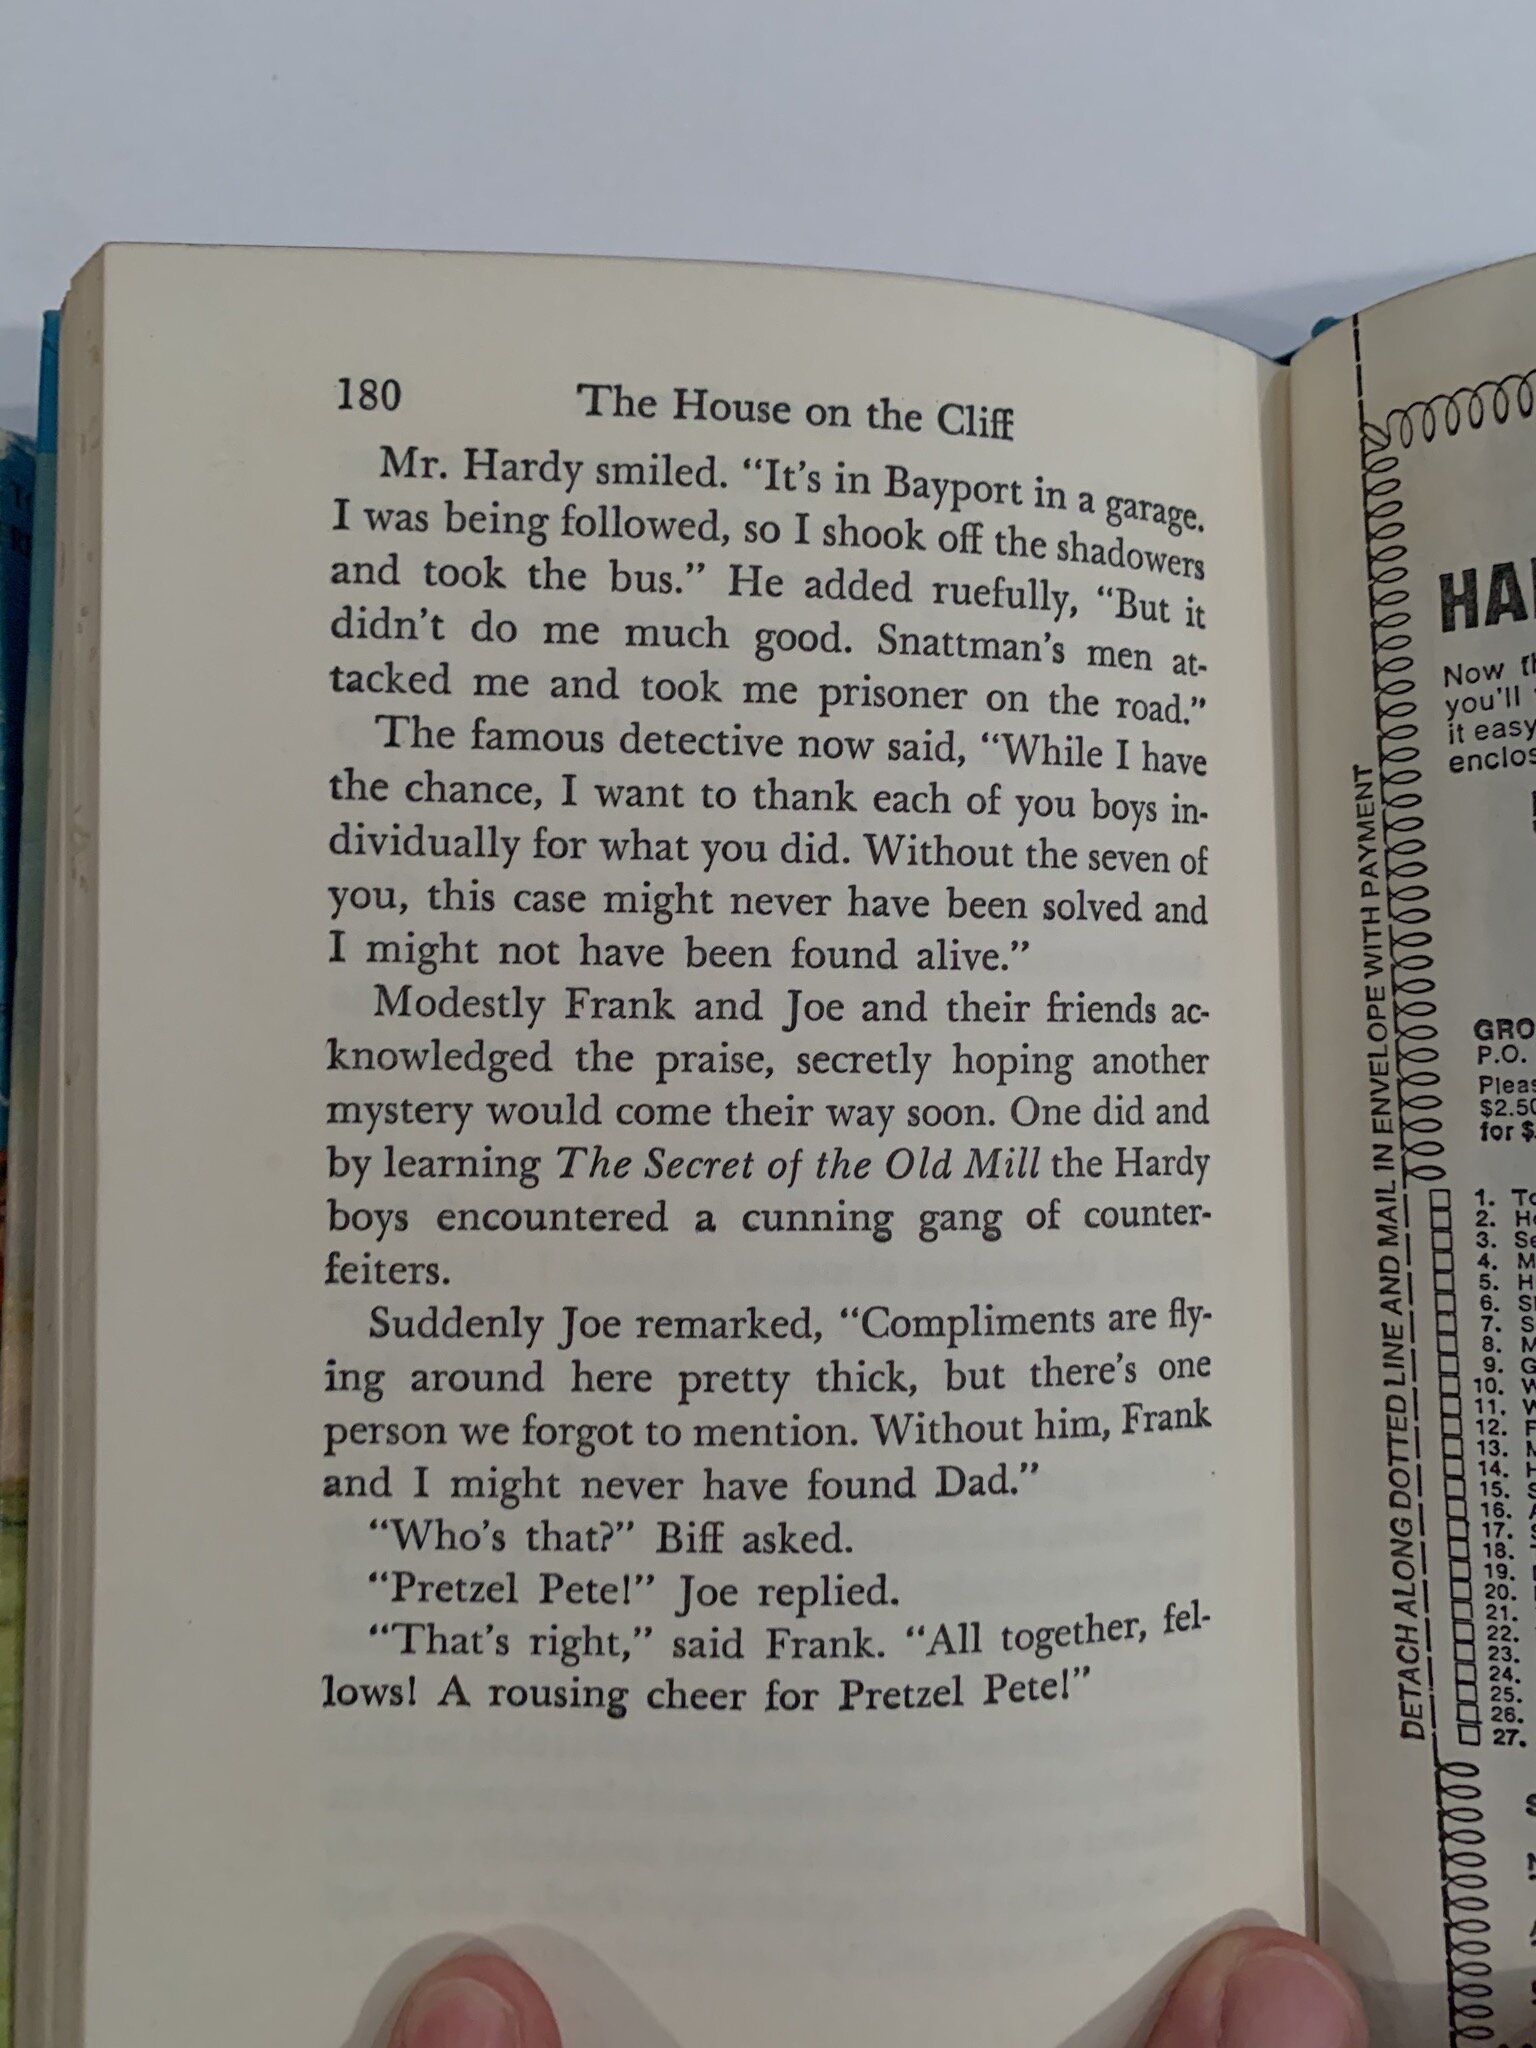 180 The House on the Cliff
Mr. Hardy smiled. “It's in Bayport in a garage.
I was being followed, so I shook off the shadowers
and took the bus.” He added ruefully, “But it
didn't do me much good. Snattman's men at-
tacked me and took me prisoner on the road.”
The famous detective now said, “While I have
the chance, I want to thank each of you boys in-
dividually for what you did. Without the seven of
you, this case might never have been solved and
I might not have been found alive.”
Modestly Frank and Joe and their friends ac-
knowledged the praise, secretly hoping another
mystery would come their way soon. One did and
by learning The Secret of the Old Mill the Hardy
boys encountered a cunning gang of counter-
feiters.
Suddenly Joe remarked, “Compliments are fly-
ing around here pretty thick, but there's one
person we forgot to mention. Without him, Frank
and I might never have found Dad.”
“Who's that?” Biff asked.
“Pretzel Pete!” Joe replied.
“That's right,” said Frank. “All together, fel-
lows! A rousing cheer for Pretzel Pete!”
DETACH ALONG DOTTED LINE AND MAIL IN ENVELOPE WITH PAYMENT
HA
Now
you'll
it easy
enclos
GRO
P.O.
Pleas
$2.50
for $
1. To
2. H
3. Se
4. M
5. H
6. S
7. S
8. M
9. G
10. W
11. W
12. F
13. M
14. H
15. S
16. A
17.
18.
19.
20.
21.
22.
23.
24.
25.
26.
27.